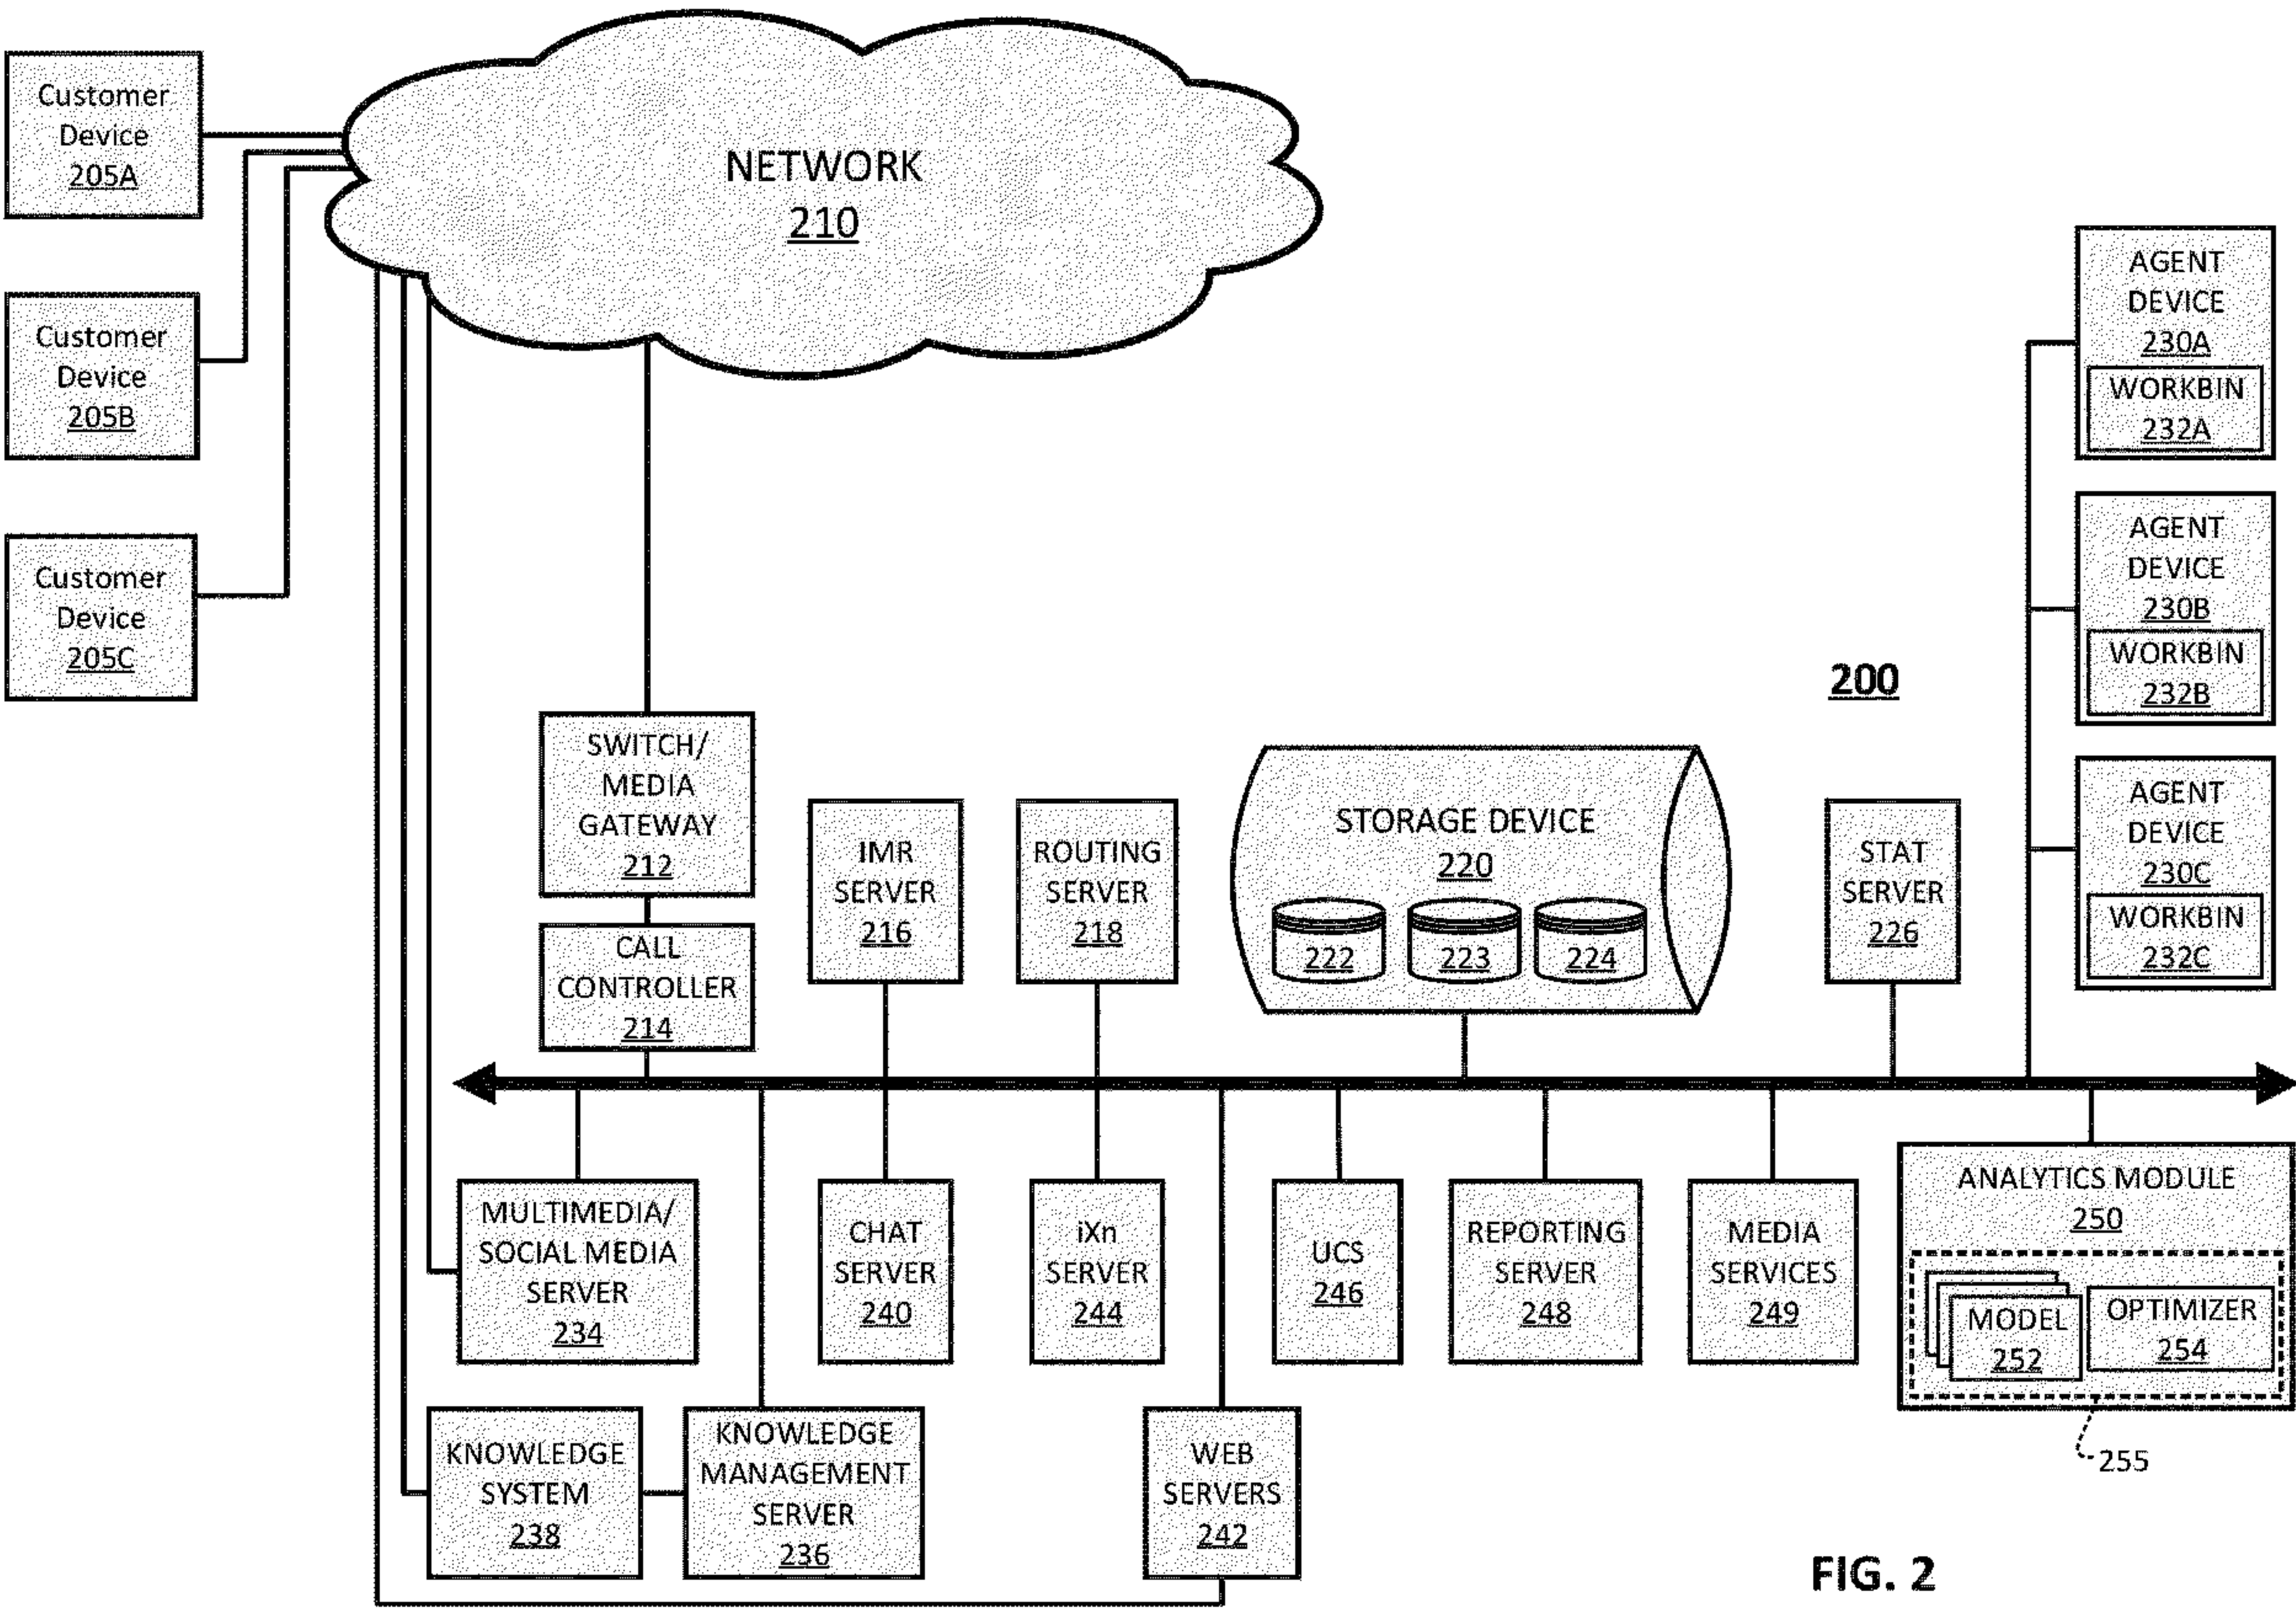 Customer
Device
205A
Customer
Device
205B
Customer
Device
205C
NETWORK
210
AGENT
DEVICE
230A
WORKBIN
232A
AGENT
DEVICE
230B
WORKBIN
232B
AGENT
DEVICE
230C
WORKBIN
232C
200
SWITCH/
MEDIA
GATEWAY
212
CALL
CONTROLLER
214
IMR
SERVER
216
ROUTING
SERVER
218
STORAGE DEVICE
220
222
223
224
STAT
SERVER
226
MULTIMEDIA/
SOCIAL MEDIA
SERVER
234
CHAT
SERVER
240
iXn
SERVER
244
UCS
246
REPORTING
SERVER
248
MEDIA
SERVICES
249
ANALYTICS MODULE
250
MODEL
252
OPTIMIZER
254
255
KNOWLEDGE
SYSTEM
238
KNOWLEDGE
MANAGEMENT
SERVER
236
WEB
SERVERS
242
FIG. 2